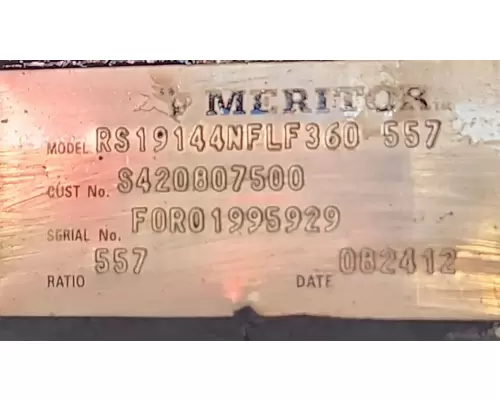 MERITOR
MODEL RS19144NFLF360 557
CUST No. S420807500
SERIAL No. F0R01995929
RATIO 557 DATE 082412